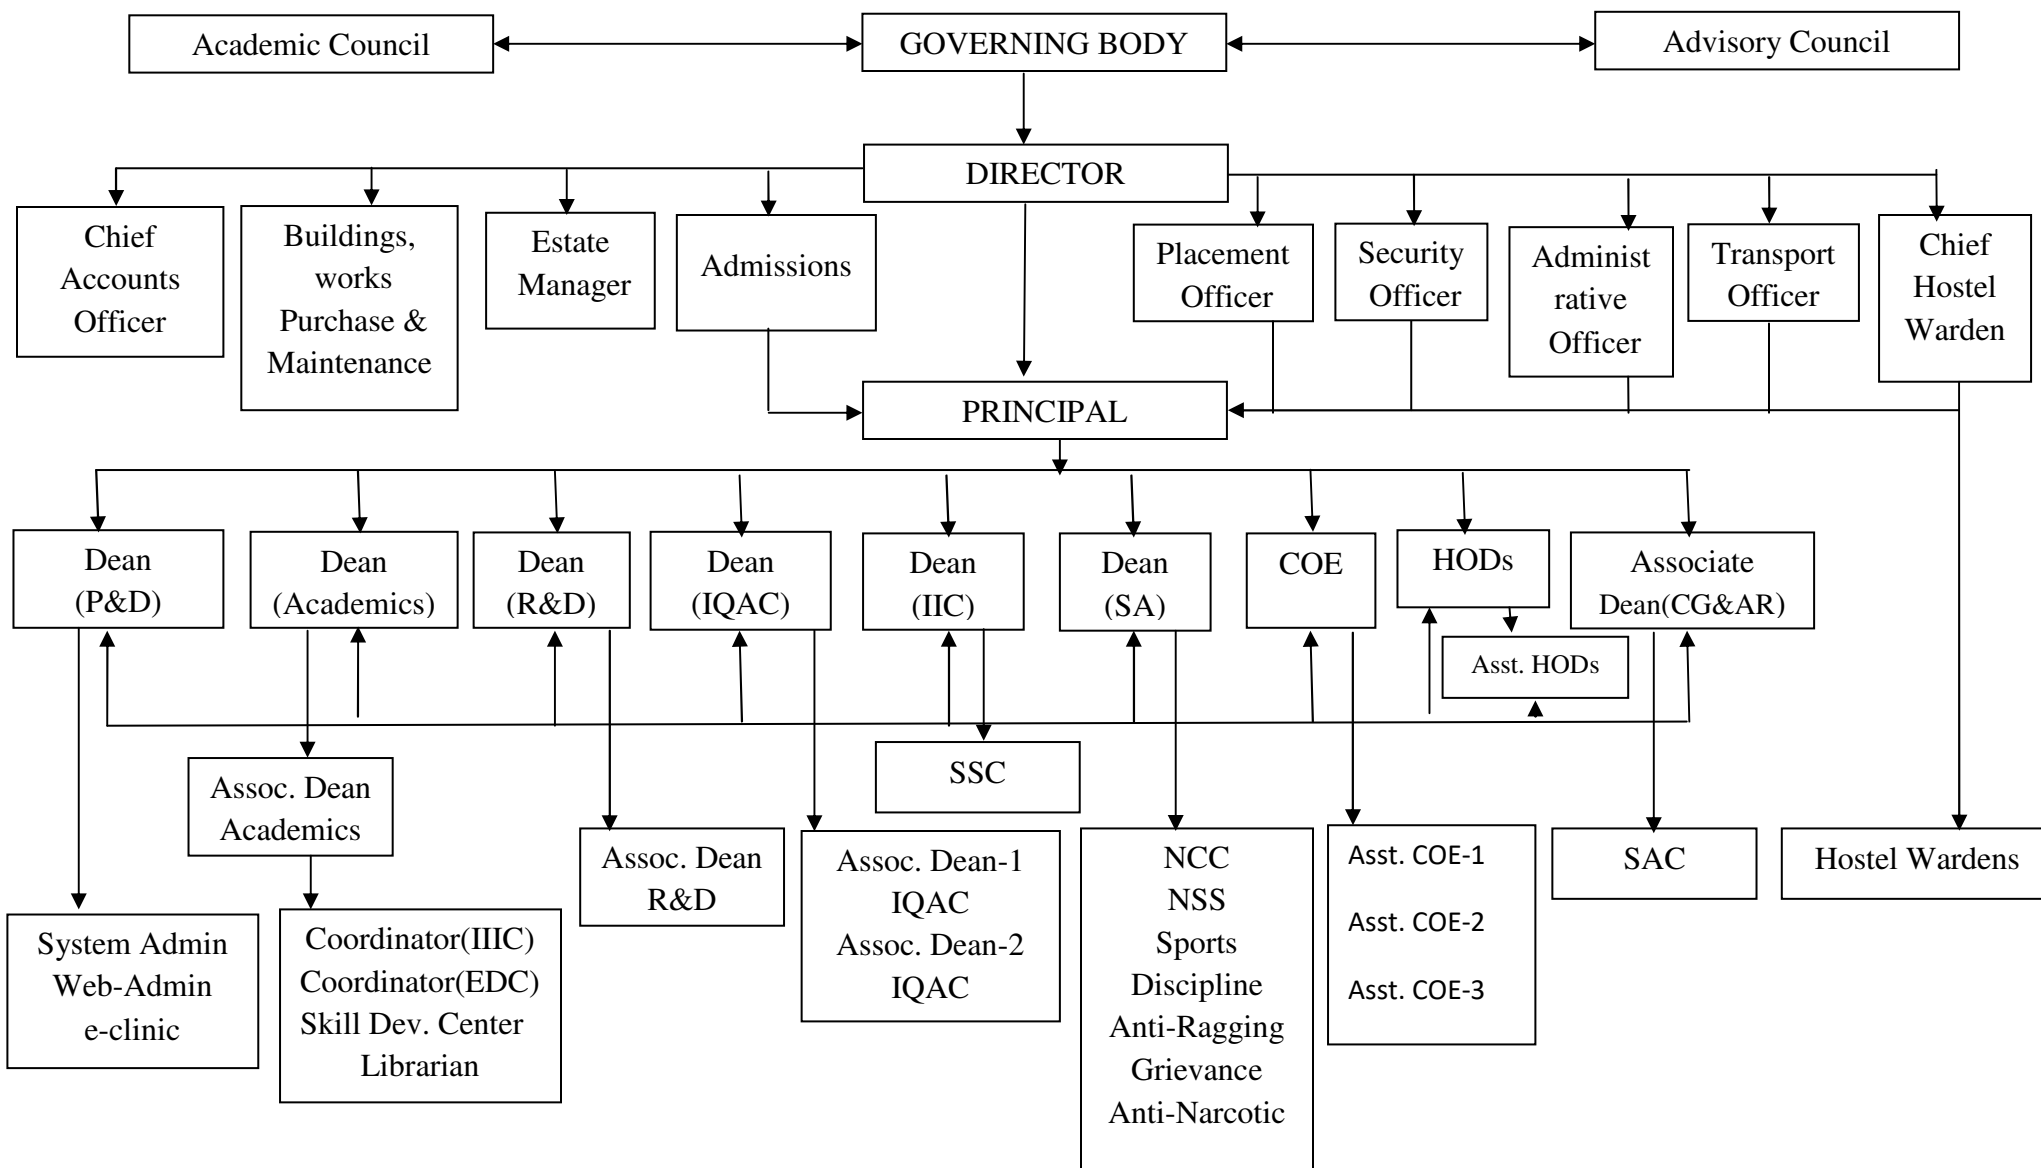 Academic Council
GOVERNING BODY
Advisory Council
DIRECTOR
Chief
Accounts
Officer
Buildings,
works
Purchase &
Maintenance
Estate
Manager
Admissions
Placement
Officer
Security
Officer
Administ
rative
Officer
Transport
Officer
Chief
Hostel
Warden
PRINCIPAL
Dean
(P&D)
Dean
(Academics)
Dean
(R&D)
Dean
(IQAC)
Dean
(IIC)
Dean
(SA)
COE
HODs
Associate
Dean(CG&AR)
Asst. HODs
Assoc. Dean
Academics
SSC
Assoc. Dean
R&D
Assoc. Dean-1
IQAC
Assoc. Dean-2
IQAC
NCC
NSS
Sports
Discipline
Anti-Ragging
Grievance
Anti-Narcotic
Asst. COE-1
Asst. COE-2
Asst. COE-3
SAC
Hostel Wardens
System Admin
Web-Admin
e-clinic
Coordinator(IIIC)
Coordinator(EDC)
Skill Dev. Center
Librarian